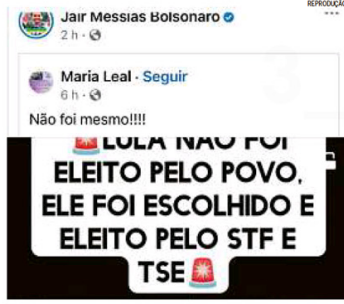 REPRODUÇÃO
Jair Messias Bolsonaro
2 h ·
Maria Leal · Seguir
6 h ·
Não foi mesmo!!!!
🚨LULA NÃO FOI
ELEITO PELO POVO,
ELE FOI ESCOLHIDO E
ELEITO PELO STF E
TSE🚨